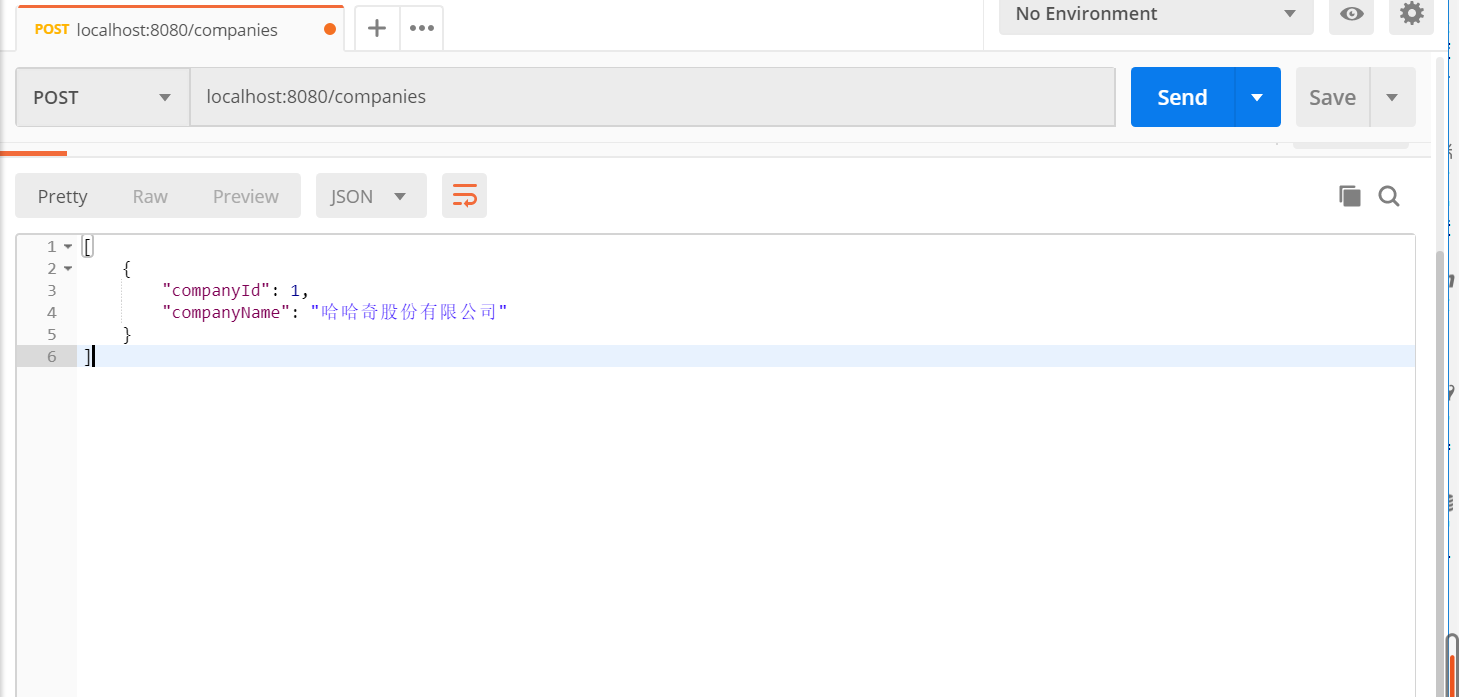 POST localhost:8080/companies
No Environment
POST localhost:8080/companies Send Save
Pretty Raw Preview JSON
1 [
2 {
3 "companyId": 1,
4 "companyName": "哈哈奇股份有限公司"
5 }
6 ]